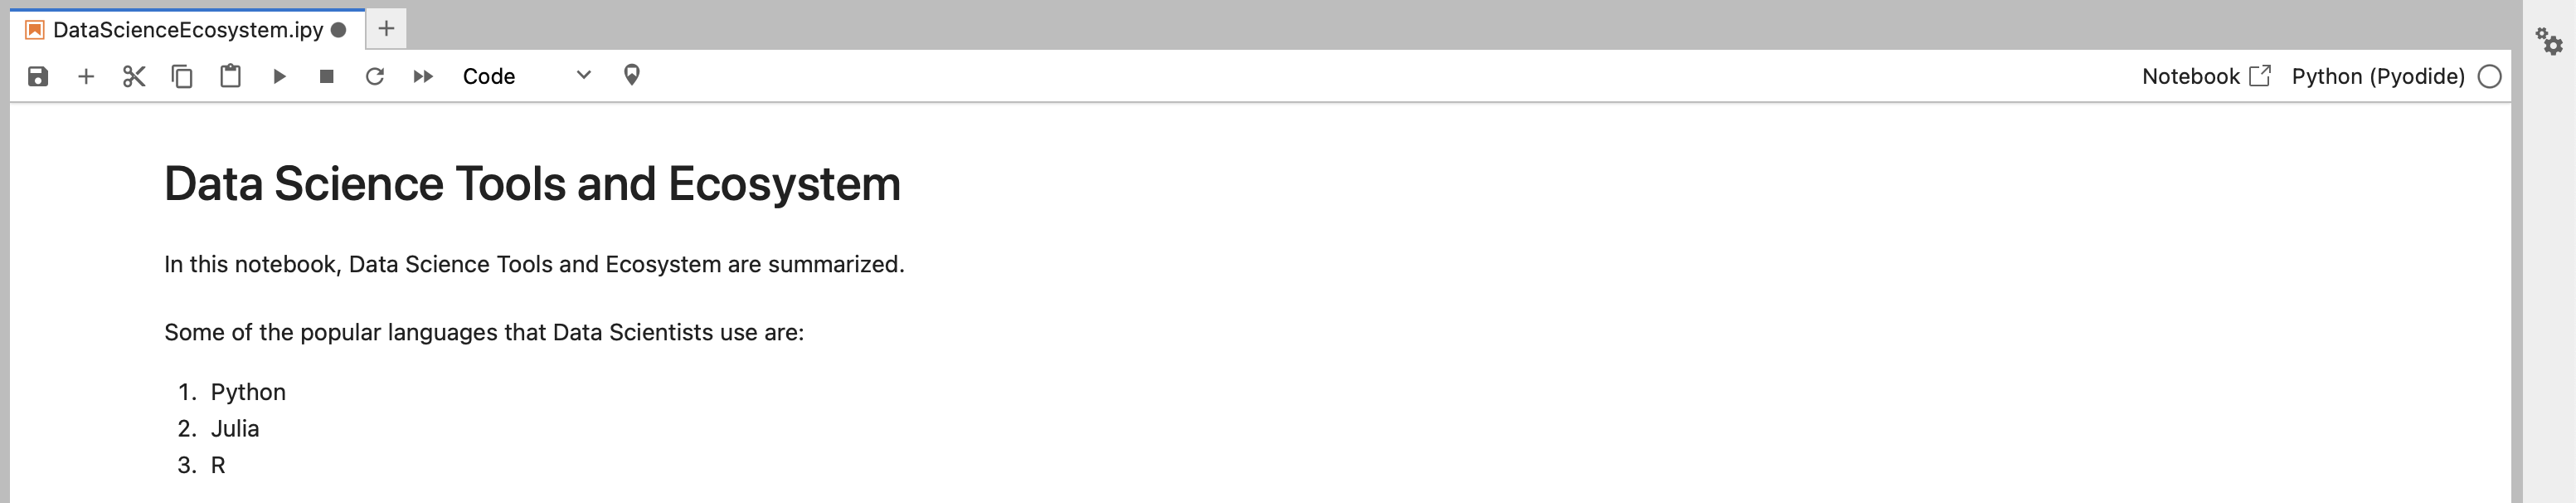 DataScienceEcosystem.ipy
Code
Notebook Python (Pyodide)
Data Science Tools and Ecosystem
In this notebook, Data Science Tools and Ecosystem are summarized.
Some of the popular languages that Data Scientists use are:
1. Python
2. Julia
3. R